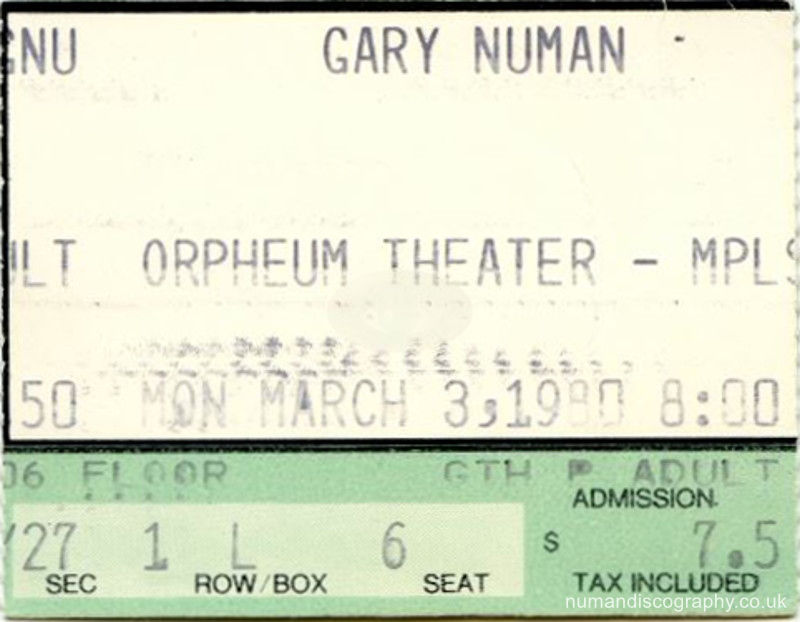 GNU GARY NUMAN
ULT ORPHEUM THEATER - MPLS
50 MON MARCH 3,1980 8:00
06 FLOOR GTH P ADULT
ADMISSION
/27 1 L 6 $ 7.5
SEC ROW/BOX SEAT TAX INCLUDED
numandiscography.co.uk